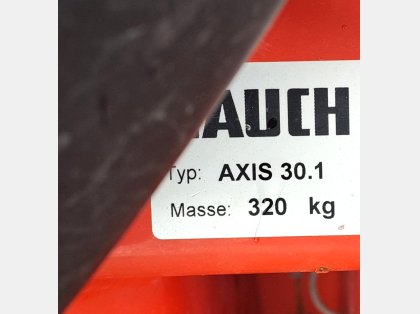 AUCH
Typ: AXIS 30.1
Masse: 320 kg